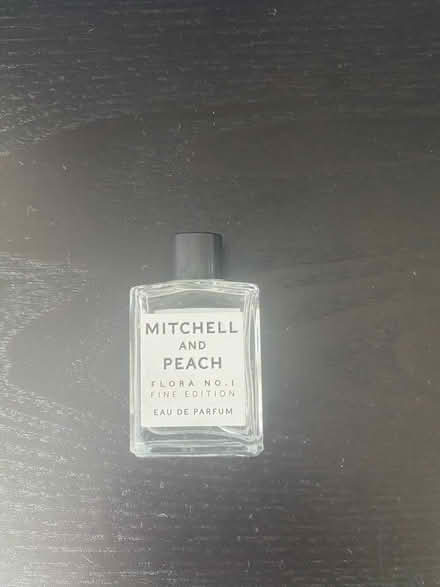 MITCHELL
AND
PEACH
FLORA NO.1
FINE EDITION
EAU DE PARFUM